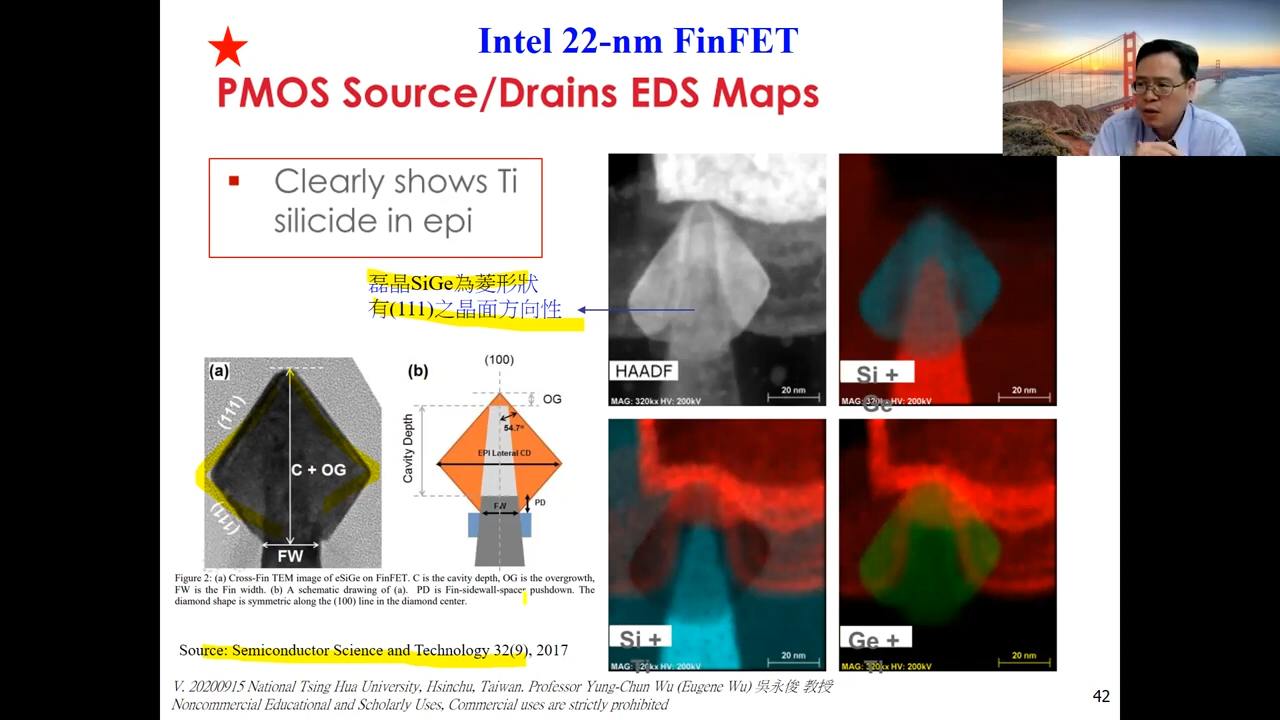 Intel 22-nm FinFET
PMOS Source/Drains EDS Maps
Clearly shows Ti
silicide in epi
磊晶SiGe為菱形狀
有(111)之晶面方向性
(a)
(111)
(111)
C + OG
FW
(b)
(100)
OG
Cavity Depth
54.7°
EPI Lateral CD
PD
FW
Figure 2: (a) Cross-Fin TEM image of eSiGe on FinFET. C is the cavity depth, OG is the overgrowth,
FW is the Fin width. (b) A schematic drawing of (a). PD is Fin-sidewall-spacer pushdown. The
diamond shape is symmetric along the (100) line in the diamond center.
Source: Semiconductor Science and Technology 32(9), 2017
HAADF
20 nm
MAG: 320kx HV: 200kV
Si +
Ge
20 nm
MAG: 320kx HV: 200kV
Si +
Ti
20 nm
MAG: 320kx HV: 200kV
Ge +
Ti
20 nm
MAG: 320kx HV: 200kV
V. 20200915 National Tsing Hua University, Hsinchu, Taiwan. Professor Yung-Chun Wu (Eugene Wu) 吳永俊 教授
Noncommercial Educational and Scholarly Uses, Commercial uses are strictly prohibited
42